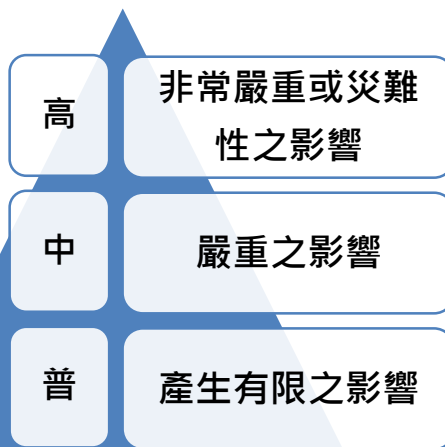 高
非常嚴重或災難
性之影響
中
嚴重之影響
普
產生有限之影響